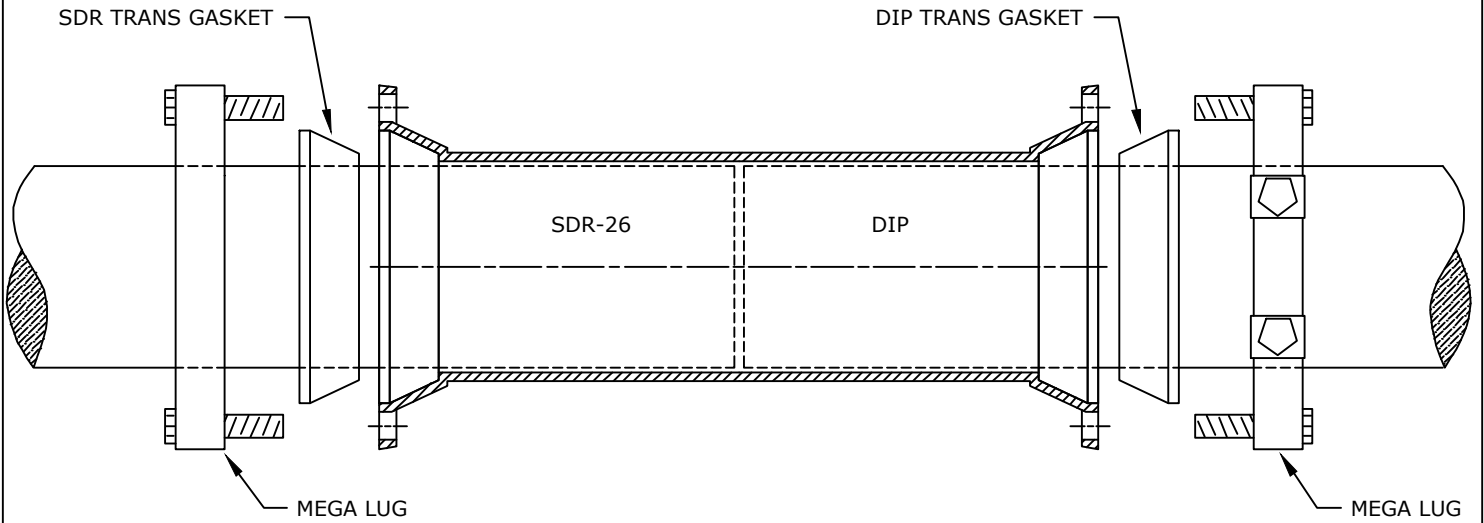 SDR TRANS GASKET
DIP TRANS GASKET
SDR-26
DIP
MEGA LUG
MEGA LUG